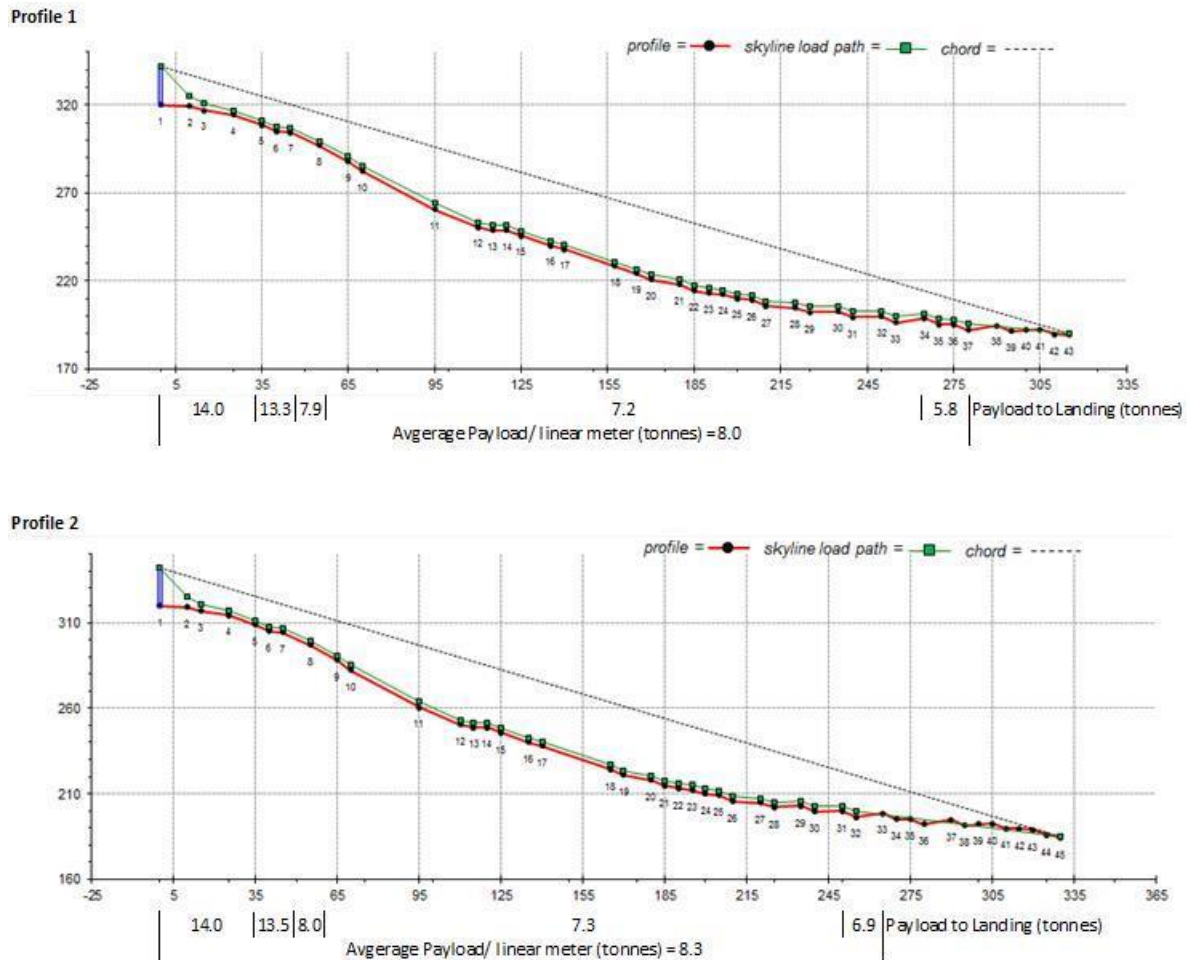 Profile 1
profile = skyline load path = chord =
320
270
220
170
1 2 3 4 5 6 7 8 9 10 11 12 13 14 15 16 17 18 19 20 21 22 23 24 25 26 27 28 29 30 31 32 33 34 35 36 37 38 39 40 41 42 43
-25 5 35 65 95 125 155 185 215 245 275 305 335
14.0 13.3 7.9 7.2 5.8 Payload to Landing (tonnes)
Avgerage Payload/ linear meter (tonnes) =8.0
Profile 2
profile = skyline load path = chord =
310
260
210
160
1 2 3 4 5 6 7 8 9 10 11 12 13 14 15 16 17 18 19 20 21 22 23 24 25 26 27 28 29 30 31 32 33 34 35 36 37 38 39 40 41 42 43 44 45
-25 5 35 65 95 125 155 185 215 245 275 305 335 365
14.0 13.5 8.0 7.3 6.9 Payload to Landing (tonnes)
Avgerage Payload/ linear meter (tonnes) =8.3